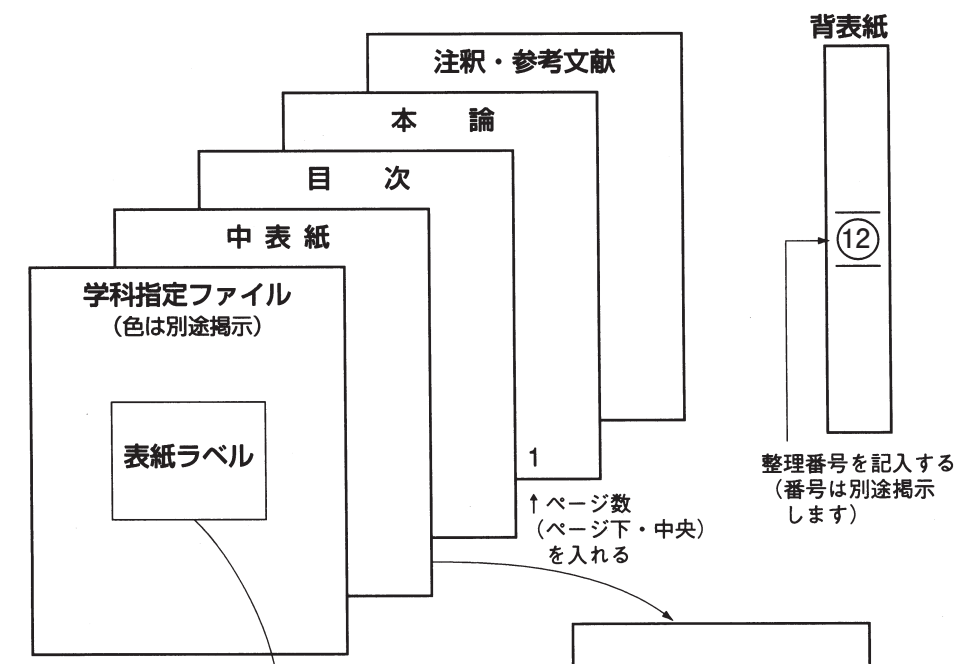 背表紙
注釈・参考文献
本　論
目　次
中表紙
学科指定ファイル
（色は別途掲示）
表紙ラベル
1
↑ページ数
（ページ下・中央）
を入れる
⑫
整理番号を記入する
（番号は別途掲示
します）